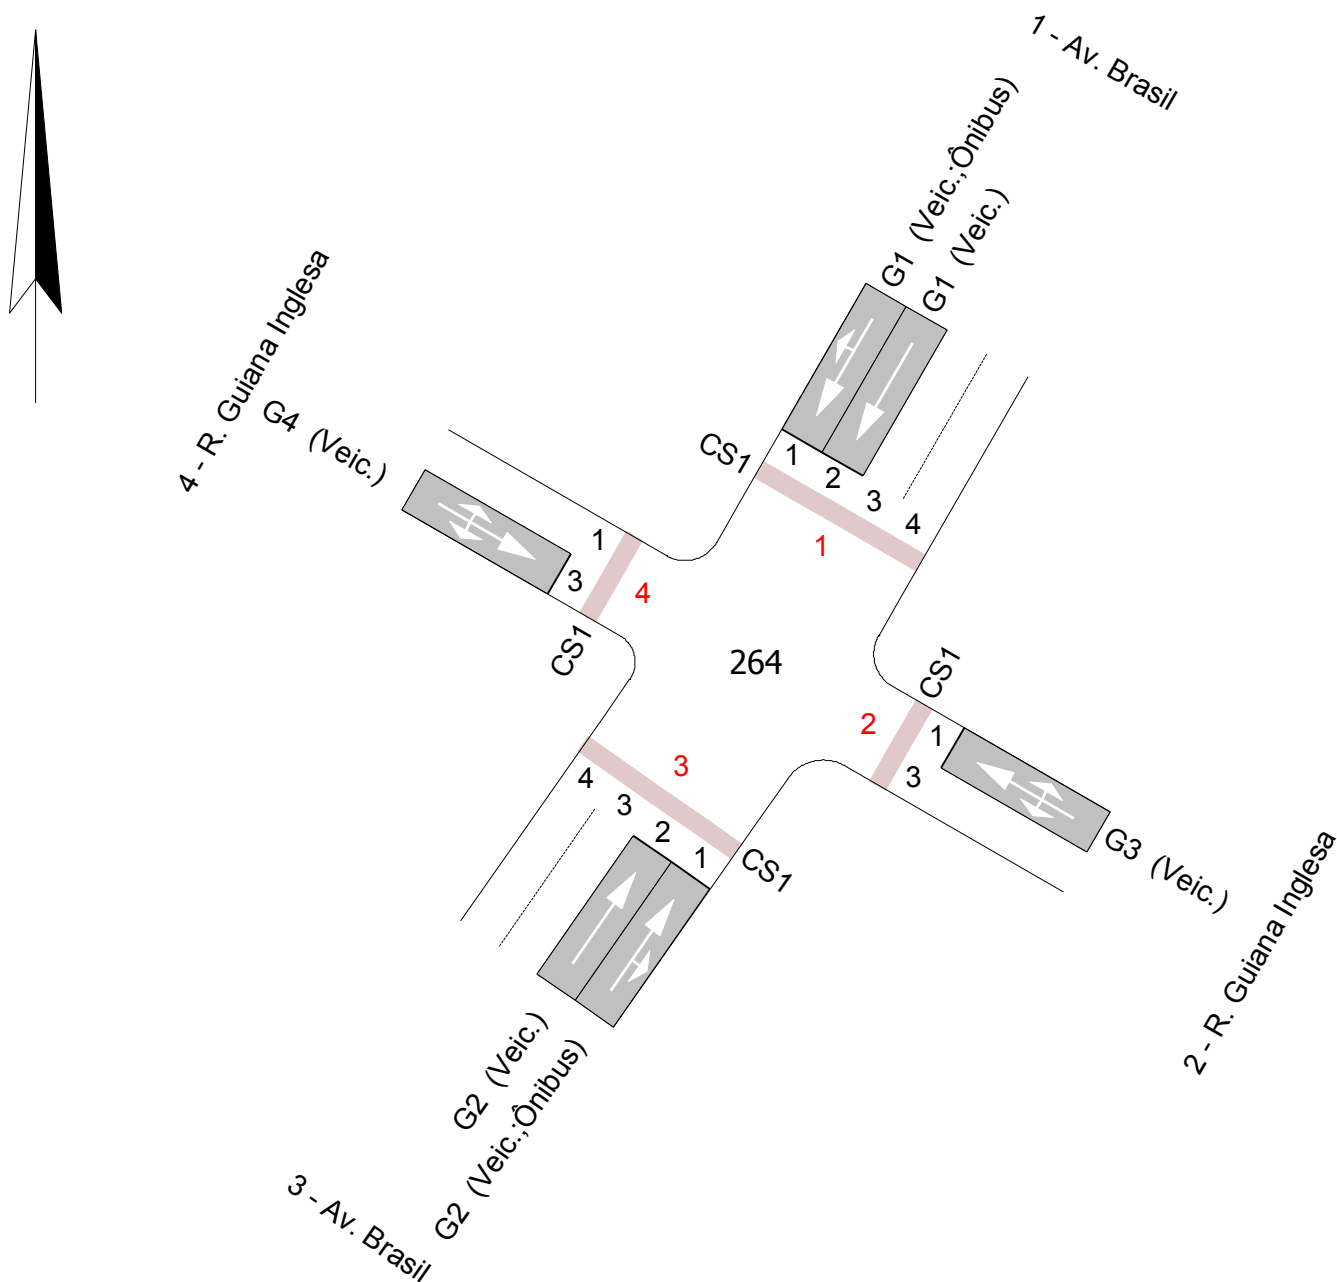 1 - Av. Brasil
G1 (Veic.;Ônibus)
G1 (Veic.)
4 - R. Guiana Inglesa
G4 (Veic.)
CS1
1
2
3
4
1
1
3
4
CS1
264
CS1
2
1
3
G3 (Veic.)
2 - R. Guiana Inglesa
3
4
3
2
1
CS1
G2 (Veic.)
G2 (Veic.;Ônibus)
3 - Av. Brasil